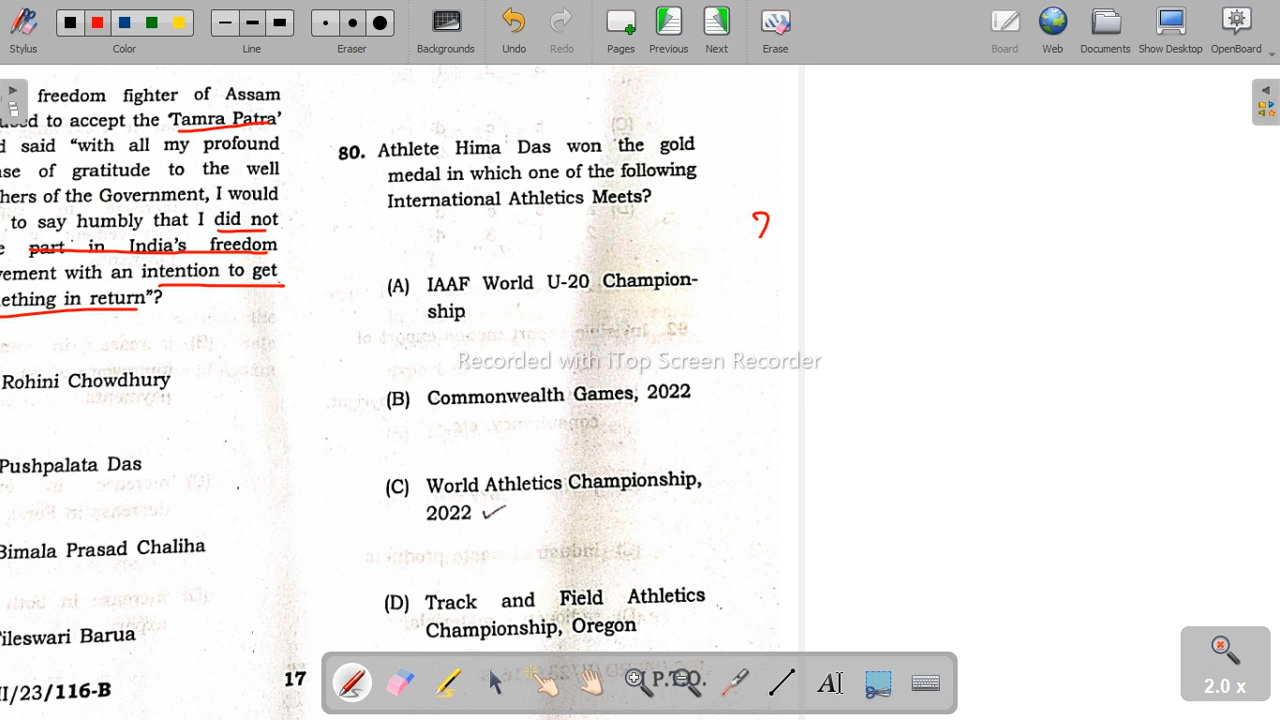 Stylus
Color
Line
Eraser
Backgrounds
Undo
Redo
Pages
Previous
Next
Erase
Board
Web
Documents
Show Desktop
OpenBoard
freedom fighter of Assam
to accept the 'Tamra Patra'
said "with all my profound
of gratitude to the well
of the Government, I would
to say humbly that I did not
part in India's freedom
with an intention to get
in return"?
Rohini Chowdhury
Pushpalata Das
Bimala Prasad Chaliha
Barua
/23/116-B
17
80. Athlete Hima Das won the gold
medal in which one of the following
International Athletics Meets?
(A) IAAF World U-20 Champion-
ship
Recorded with iTop Screen Recorder
(B) Commonwealth Games, 2022
(C) World Athletics Championship,
2022
(D) Track and Field Athletics
Championship, Oregon
P.T.O.
2.0 x